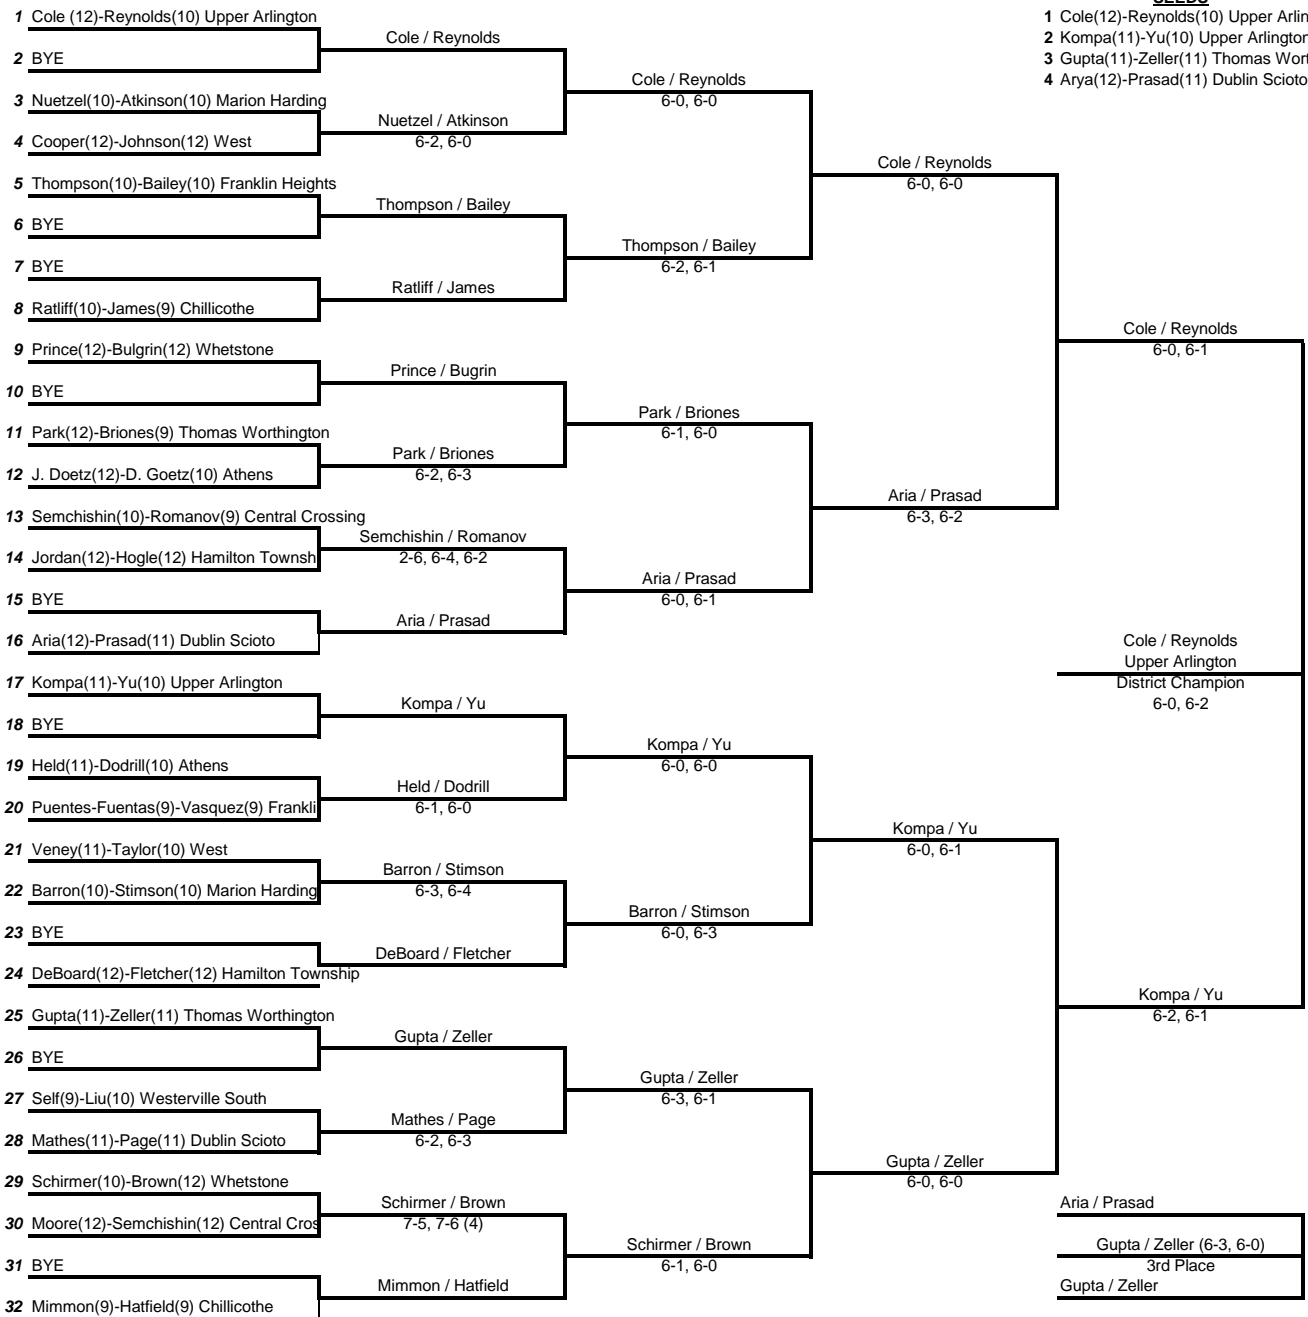 SEEDS
1 Cole(12)-Reynolds(10) Upper Arlin
2 Kompa(11)-Yu(10) Upper Arlington
3 Gupta(11)-Zeller(11) Thomas Wort
4 Arya(12)-Prasad(11) Dublin Scioto
1 Cole (12)-Reynolds(10) Upper Arlington
2 BYE
3 Nuetzel(10)-Atkinson(10) Marion Harding
4 Cooper(12)-Johnson(12) West
5 Thompson(10)-Bailey(10) Franklin Heights
6 BYE
7 BYE
8 Ratliff(10)-James(9) Chillicothe
9 Prince(12)-Bulgrin(12) Whetstone
10 BYE
11 Park(12)-Briones(9) Thomas Worthington
12 J. Doetz(12)-D. Goetz(10) Athens
13 Semchishin(10)-Romanov(9) Central Crossing
14 Jordan(12)-Hogle(12) Hamilton Townsh
15 BYE
16 Aria(12)-Prasad(11) Dublin Scioto
17 Kompa(11)-Yu(10) Upper Arlington
18 BYE
19 Held(11)-Dodrill(10) Athens
20 Puentes-Fuentas(9)-Vasquez(9) Frankli
21 Veney(11)-Taylor(10) West
22 Barron(10)-Stimson(10) Marion Harding
23 BYE
24 DeBoard(12)-Fletcher(12) Hamilton Township
25 Gupta(11)-Zeller(11) Thomas Worthington
26 BYE
27 Self(9)-Liu(10) Westerville South
28 Mathes(11)-Page(11) Dublin Scioto
29 Schirmer(10)-Brown(12) Whetstone
30 Moore(12)-Semchishin(12) Central Cros
31 BYE
32 Mimmon(9)-Hatfield(9) Chillicothe
Cole / Reynolds
Nuetzel / Atkinson
6-2, 6-0
Thompson / Bailey
Ratliff / James
Prince / Bugrin
Park / Briones
6-2, 6-3
Semchishin / Romanov
2-6, 6-4, 6-2
Aria / Prasad
Kompa / Yu
Held / Dodrill
6-1, 6-0
Barron / Stimson
6-3, 6-4
DeBoard / Fletcher
Gupta / Zeller
Mathes / Page
6-2, 6-3
Schirmer / Brown
7-5, 7-6 (4)
Mimmon / Hatfield
Cole / Reynolds
6-0, 6-0
Thompson / Bailey
6-2, 6-1
Park / Briones
6-1, 6-0
Aria / Prasad
6-0, 6-1
Kompa / Yu
6-0, 6-0
Barron / Stimson
6-0, 6-3
Gupta / Zeller
6-3, 6-1
Schirmer / Brown
6-1, 6-0
Cole / Reynolds
6-0, 6-0
Aria / Prasad
6-3, 6-2
Kompa / Yu
6-0, 6-1
Gupta / Zeller
6-0, 6-0
Cole / Reynolds
6-0, 6-1
Kompa / Yu
6-2, 6-1
Cole / Reynolds
Upper Arlington
District Champion
6-0, 6-2
Aria / Prasad
Gupta / Zeller (6-3, 6-0)
3rd Place
Gupta / Zeller